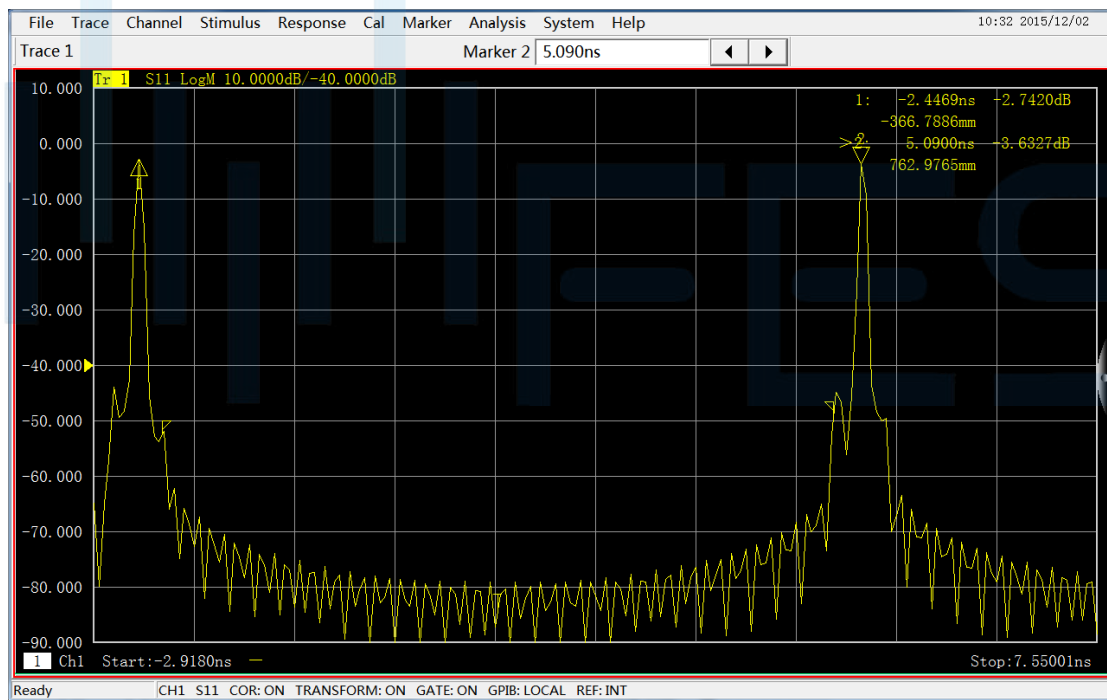 File Trace Channel Stimulus Response Cal Marker Analysis System Help 10:32 2015/12/02
Trace 1 Marker 2 5.090ns
Tr 1 S11 LogM 10.0000dB/-40.0000dB
10.000
1: -2.4469ns -2.7420dB
-366.7886mm
0.000
>2: 5.0900ns -3.6327dB
762.9765mm
-10.000
-20.000
-30.000
-40.000
-50.000
-60.000
-70.000
-80.000
-90.000
1 Ch1 Start:-2.9180ns — Stop:7.55001ns
Ready CH1 S11 COR: ON TRANSFORM: ON GATE: ON GPIB: LOCAL REF: INT